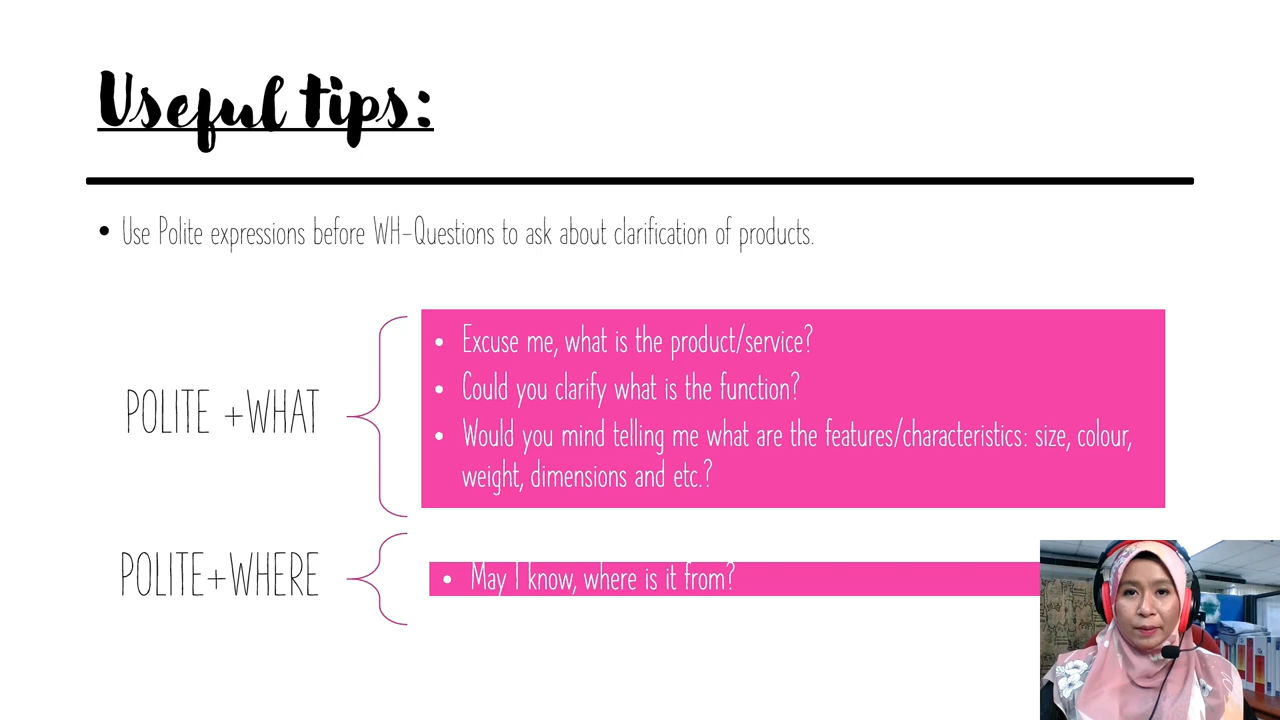 Useful tips:
• Use Polite expressions before WH-Questions to ask about clarification of products.
POLITE +WHAT
• Excuse me, what is the product/service?
• Could you clarify what is the function?
• Would you mind telling me what are the features/characteristics: size, colour,
weight, dimensions and etc.?
POLITE+WHERE
• May I know, where is it from?